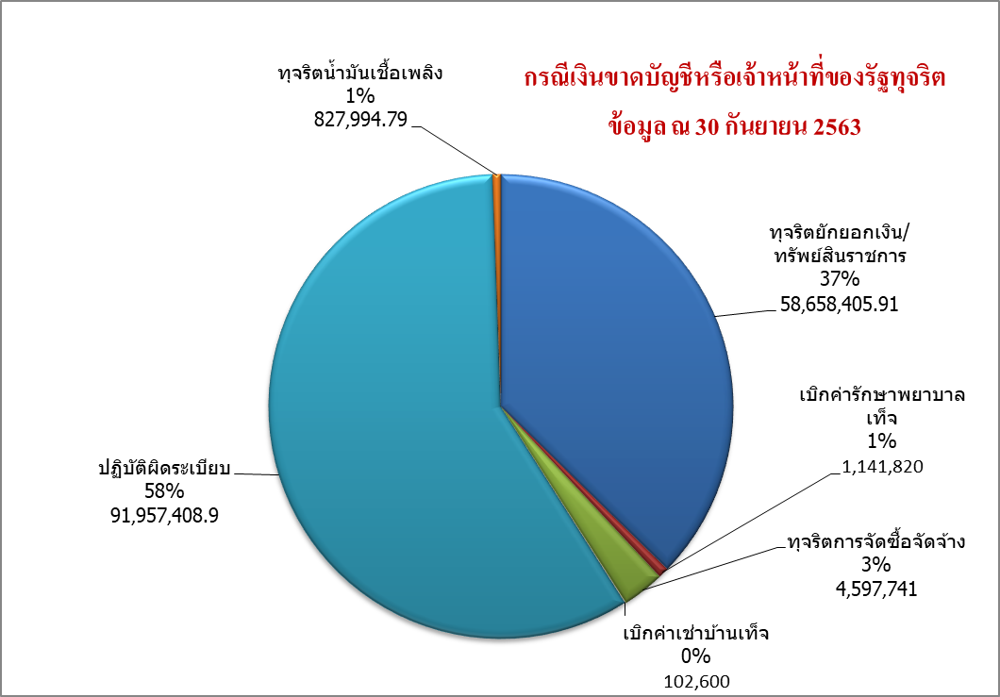 กรณีเงินขาดบัญชีหรือเจ้าหน้าที่ของรัฐทุจริต
ข้อมูล ณ 30 กันยายน 2563
ทุจริตน้ำมันเชื้อเพลิง
1%
827,994.79
ทุจริตยักยอกเงิน/
ทรัพย์สินราชการ
37%
58,658,405.91
เบิกค่ารักษาพยาบาล
เท็จ
1%
1,141,820
ทุจริตการจัดซื้อจัดจ้าง
3%
4,597,741
เบิกค่าเช่าบ้านเท็จ
0%
102,600
ปฏิบัติผิดระเบียบ
58%
91,957,408.9